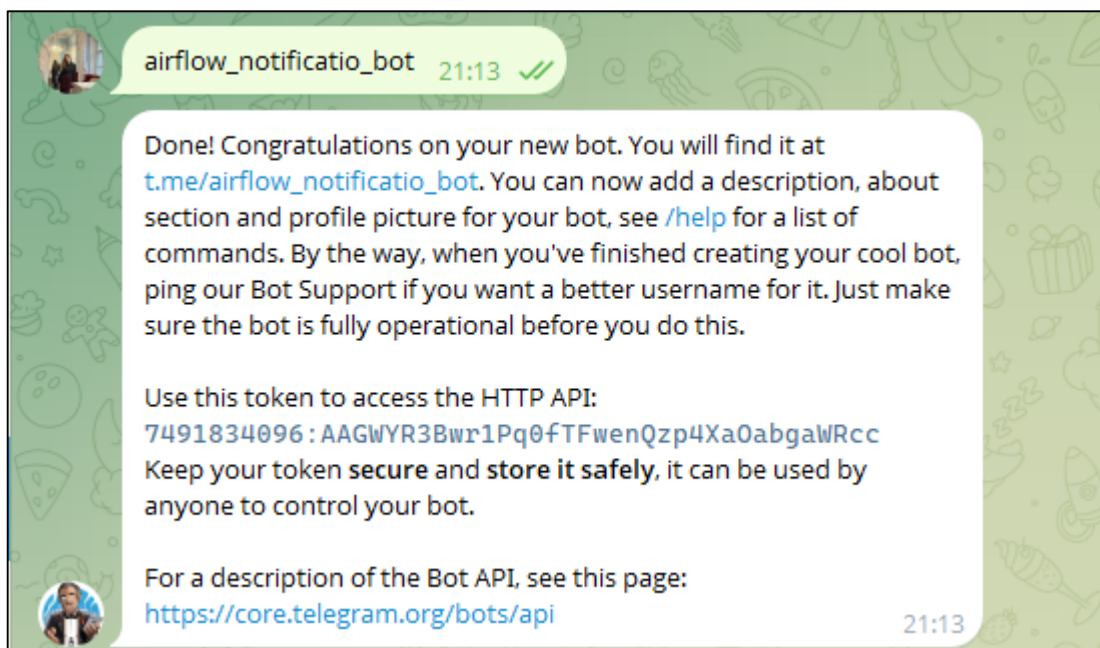 airflow_notificatio_bot 21:13
Done! Congratulations on your new bot. You will find it at
t.me/airflow_notificatio_bot. You can now add a description, about
section and profile picture for your bot, see /help for a list of
commands. By the way, when you've finished creating your cool bot,
ping our Bot Support if you want a better username for it. Just make
sure the bot is fully operational before you do this.
Use this token to access the HTTP API:
7491834096:AAGWYR3Bwr1Pq0fTFwenQzp4XaOabgaWRcc
Keep your token secure and store it safely, it can be used by
anyone to control your bot.
For a description of the Bot API, see this page:
https://core.telegram.org/bots/api 21:13